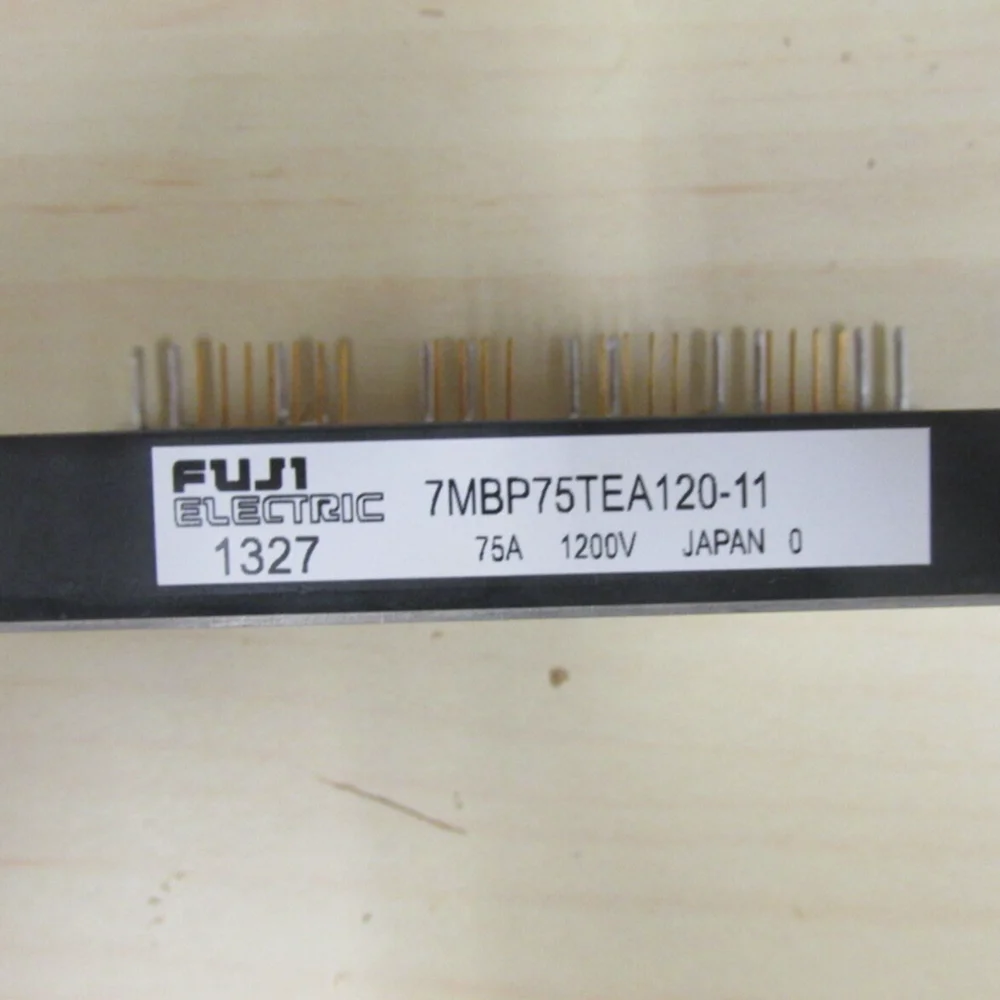 FUJI
ELECTRIC
7MBP75TEA120-11
1327
75A 1200V JAPAN 0